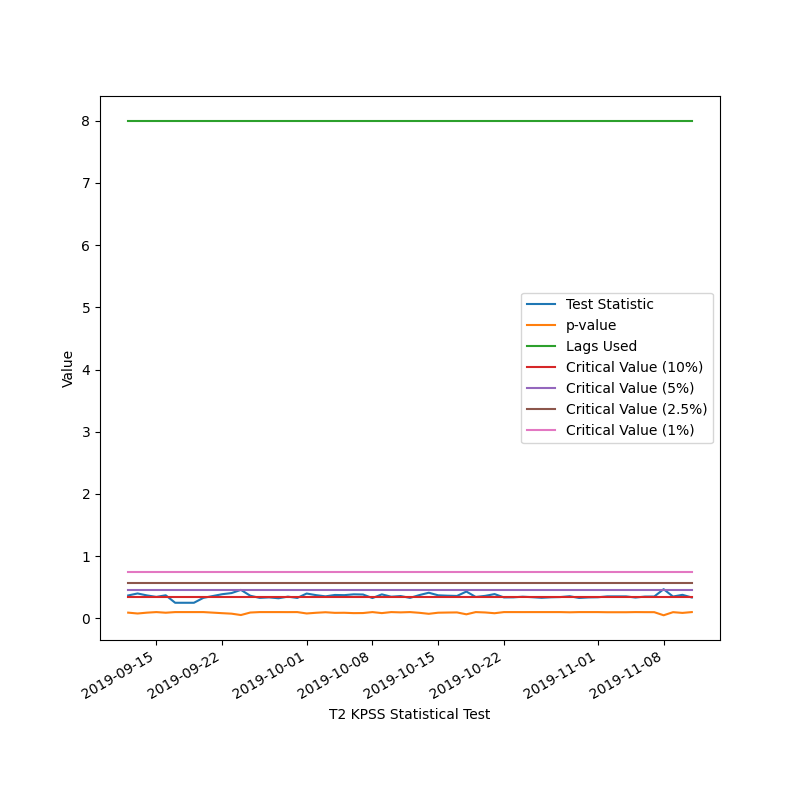 8
7
6
5
4
3
2
1
0
Value
Test Statistic
p-value
Lags Used
Critical Value (10%)
Critical Value (5%)
Critical Value (2.5%)
Critical Value (1%)
2019-09-15
2019-09-22
2019-10-01
2019-10-08
2019-10-15
2019-10-22
2019-11-01
2019-11-08
T2 KPSS Statistical Test